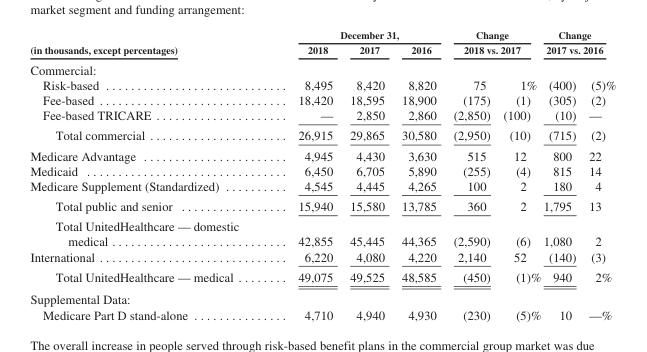 market segment and funding arrangement:
December 31, Change Change
(in thousands, except percentages) 2018 2017 2016 2018 vs. 2017 2017 vs. 2016
Commercial:
Risk-based 8,495 8,420 8,820 75 1% (400) (5)%
Fee-based 18,420 18,595 18,900 (175) (1) (305) (2)
Fee-based TRICARE — 2,850 2,860 (2,850) (100) (10) —
Total commercial 26,915 29,865 30,580 (2,950) (10) (715) (2)
Medicare Advantage 4,945 4,430 3,630 515 12 800 22
Medicaid 6,450 6,705 5,890 (255) (4) 815 14
Medicare Supplement (Standardized) 4,545 4,445 4,265 100 2 180 4
Total public and senior 15,940 15,580 13,785 360 2 1,795 13
Total UnitedHealthcare — domestic
medical 42,855 45,445 44,365 (2,590) (6) 1,080 2
International 6,220 4,080 4,220 2,140 52 (140) (3)
Total UnitedHealthcare — medical 49,075 49,525 48,585 (450) (1)% 940 2%
Supplemental Data:
Medicare Part D stand-alone 4,710 4,940 4,930 (230) (5)% 10 —%
The overall increase in people served through risk-based benefit plans in the commercial group market was due